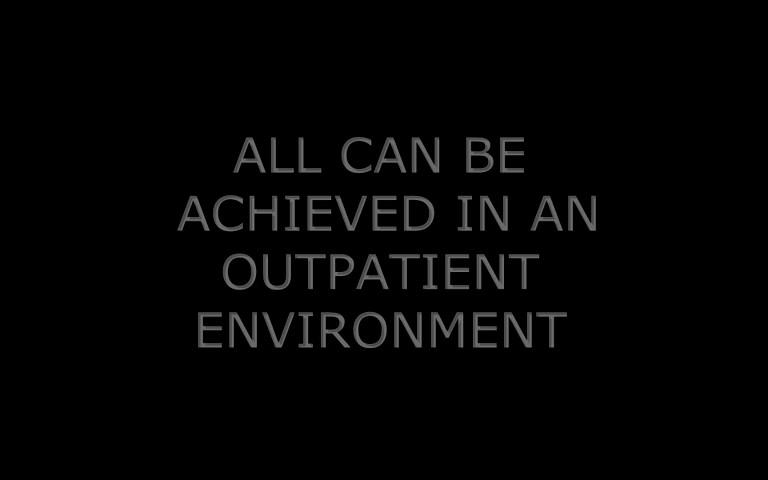 ALL CAN BE
ACHIEVED IN AN
OUTPATIENT
ENVIRONMENT